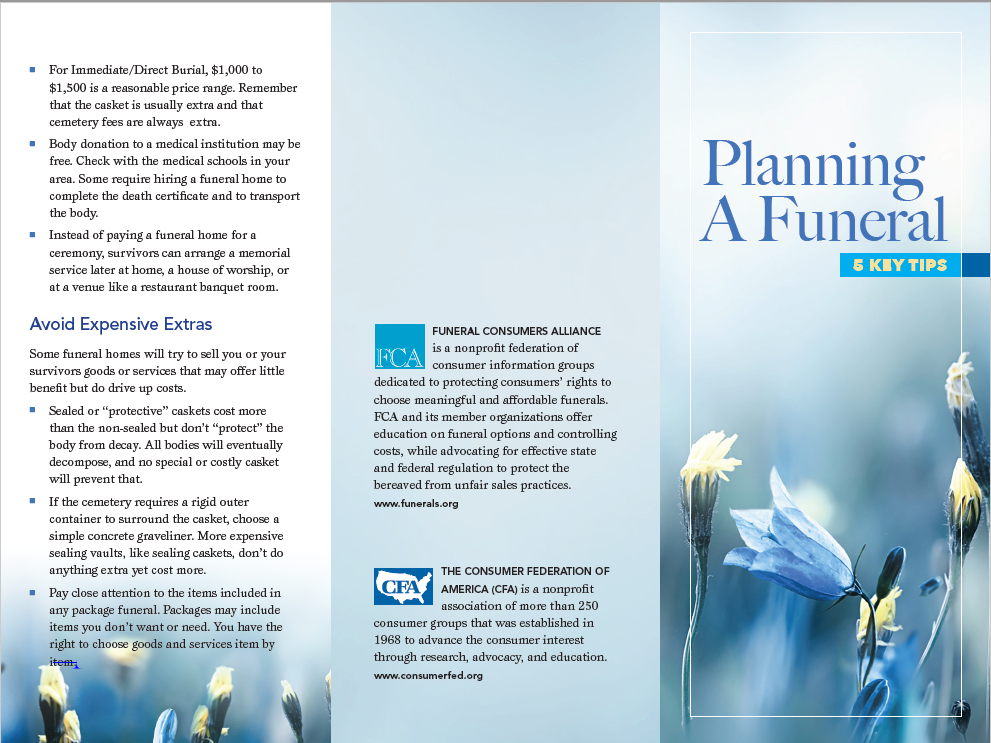 For Immediate/Direct Burial, $1,000 to
$1,500 is a reasonable price range. Remember
that the casket is usually extra and that
cemetery fees are always  extra.
Body donation to a medical institution may be
free. Check with the medical schools in your
area. Some require hiring a funeral home to
complete the death certificate and to transport
the body.
Instead of paying a funeral home for a
ceremony, survivors can arrange a memorial
service later at home, a house of worship, or
at a venue like a restaurant banquet room.
Avoid Expensive Extras
Some funeral homes will try to sell you or your
survivors goods or services that may offer little
benefit but do drive up costs.
Sealed or “protective” caskets cost more
than the non-sealed but don’t “protect” the
body from decay. All bodies will eventually
decompose, and no special or costly casket
will prevent that.
If the cemetery requires a rigid outer
container to surround the casket, choose a
simple concrete graveliner. More expensive
sealing vaults, like sealing caskets, don’t do
anything extra yet cost more.
Pay close attention to the items included in
any package funeral. Packages may include
items you don’t want or need. You have the
right to choose goods and services item by
item.
FCA
FUNERAL CONSUMERS ALLIANCE
is a nonprofit federation of
consumer information groups
dedicated to protecting consumers’ rights to
choose meaningful and affordable funerals.
FCA and its member organizations offer
education on funeral options and controlling
costs, while advocating for effective state
and federal regulation to protect the
bereaved from unfair sales practices.
www.funerals.org
CFA
THE CONSUMER FEDERATION OF
AMERICA (CFA) is a nonprofit
association of more than 250
consumer groups that was established in
1968 to advance the consumer interest
through research, advocacy, and education.
www.consumerfed.org
Planning
A Funeral
5 KEY TIPS